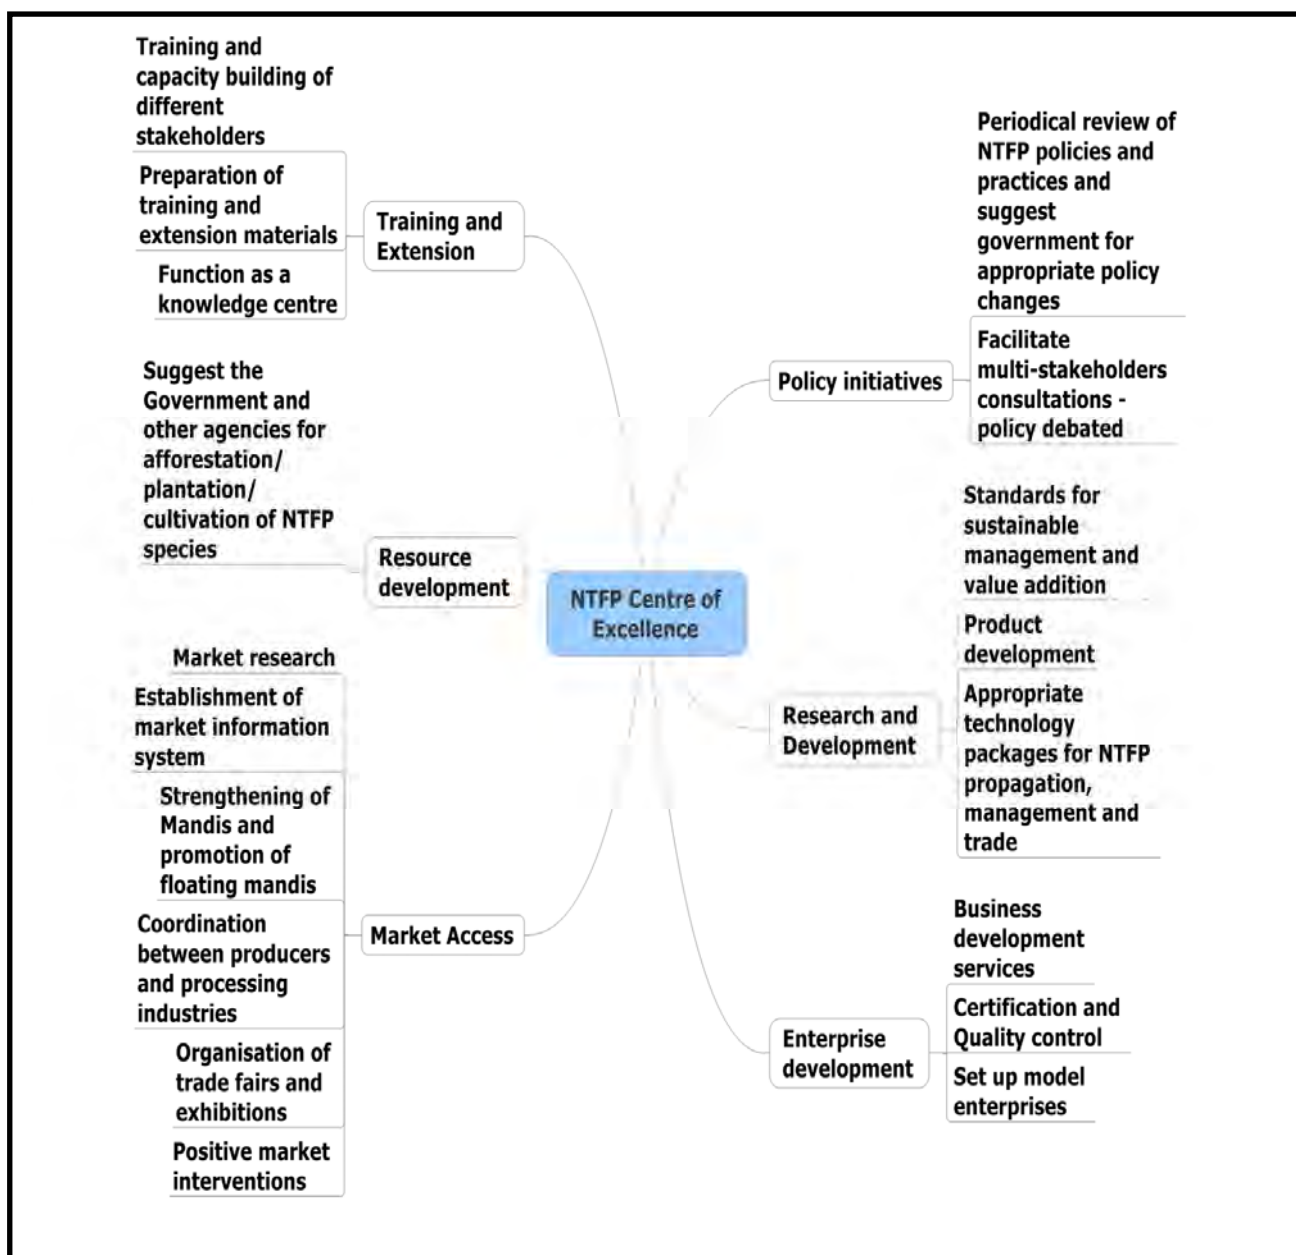 Training and
capacity building of
different
stakeholders
Preparation of
training and
extension materials
Function as a
knowledge centre
Training and
Extension
Suggest the
Government and
other agencies for
afforestation/
plantation/
cultivation of NTFP
species
Resource
development
Market research
Establishment of
market information
system
Strengthening of
Mandis and
promotion of
floating mandis
Coordination
between producers
and processing
industries
Organisation of
trade fairs and
exhibitions
Positive market
interventions
Market Access
NTFP Centre of
Excellence
Policy initiatives
Periodical review of
NTFP policies and
practices and
suggest
government for
appropriate policy
changes
Facilitate
multi-stakeholders
consultations -
policy debated
Research and
Development
Standards for
sustainable
management and
value addition
Product
development
Appropriate
technology
packages for NTFP
propagation,
management and
trade
Enterprise
development
Business
development
services
Certification and
Quality control
Set up model
enterprises